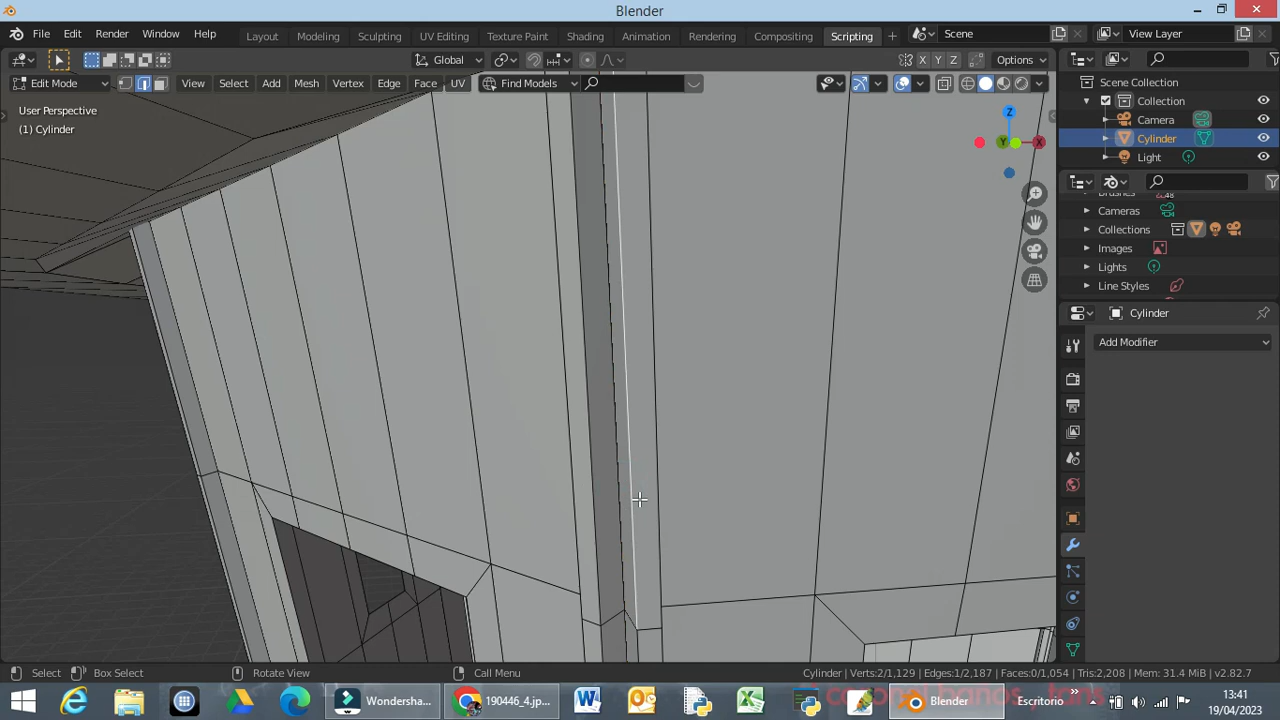 Blender
File Edit Render Window Help Layout Modeling Sculpting UV Editing Texture Paint Shading Animation Rendering Compositing Scripting Scene View Layer
Global X Y Z Options
Edit Mode View Select Add Mesh Vertex Edge Face UV Find Models
User Perspective
(1) Cylinder
Z
Y X
Scene Collection
Collection
Camera
Cylinder
Light
Cameras
Collections
Images
Lights
Line Styles
Cylinder
Add Modifier
Select Box Select Rotate View Call Menu Cylinder | Verts:2/1,129 | Edges:1/2,187 | Faces:0/1,054 | Tris:2,208 | Mem: 31.4 MiB | v2.82.7
Wondersha... 190446_4.jp... Blender Escritorio 13:41
19/04/2023